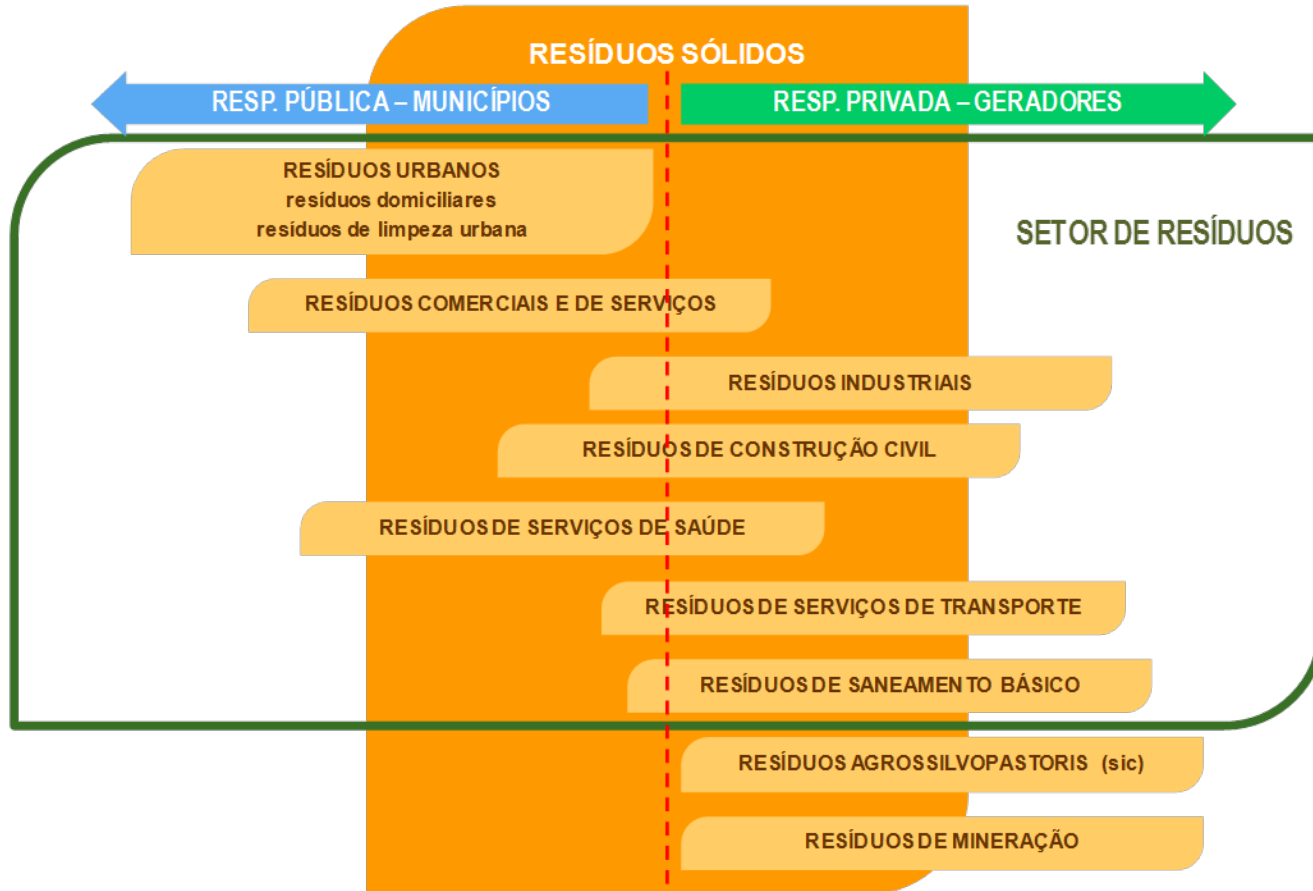 RESÍDUOS SÓLIDOS
RESP. PÚBLICA – MUNICÍPIOS
RESP. PRIVADA – GERADORES
RESÍDUOS URBANOS
resíduos domiciliares
resíduos de limpeza urbana
SETOR DE RESÍDUOS
RESÍDUOS COMERCIAIS E DE SERVIÇOS
RESÍDUOS INDUSTRIAIS
RESÍDUOS DE CONSTRUÇÃO CIVIL
RESÍDUOS DE SERVIÇOS DE SAÚDE
RESÍDUOS DE SERVIÇOS DE TRANSPORTE
RESÍDUOS DE SANEAMENTO BÁSICO
RESÍDUOS AGROSSILVOPASTORIS (sic)
RESÍDUOS DE MINERAÇÃO